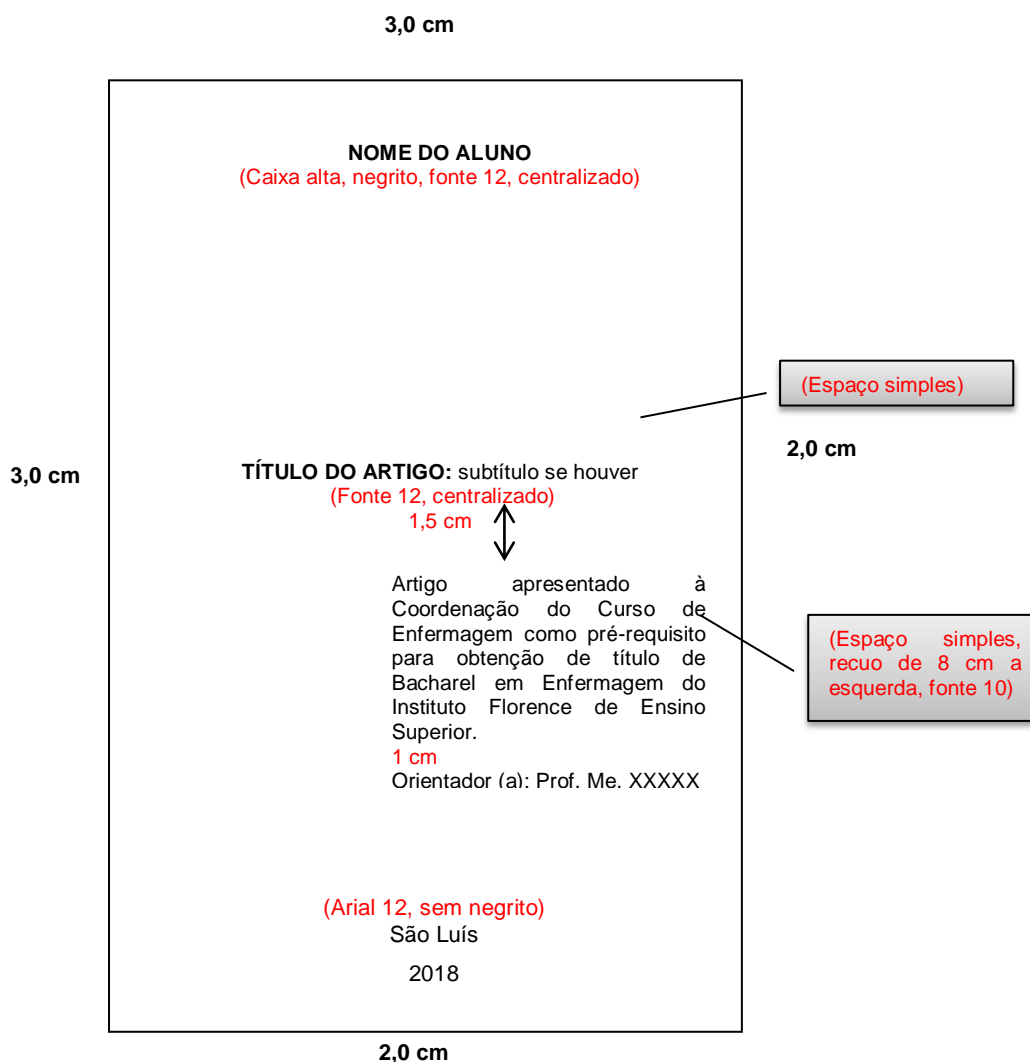 3,0 cm
NOME DO ALUNO
(Caixa alta, negrito, fonte 12, centralizado)
(Espaço simples)
2,0 cm
3,0 cm
TÍTULO DO ARTIGO: subtítulo se houver
(Fonte 12, centralizado)
1,5 cm
Artigo apresentado à
Coordenação do Curso de
Enfermagem como pré-requisito
para obtenção de título de
Bacharel em Enfermagem do
Instituto Florence de Ensino
Superior.
1 cm
Orientador (a): Prof. Me. XXXXX
(Espaço simples,
recuo de 8 cm a
esquerda, fonte 10)
(Arial 12, sem negrito)
São Luís
2018
2,0 cm